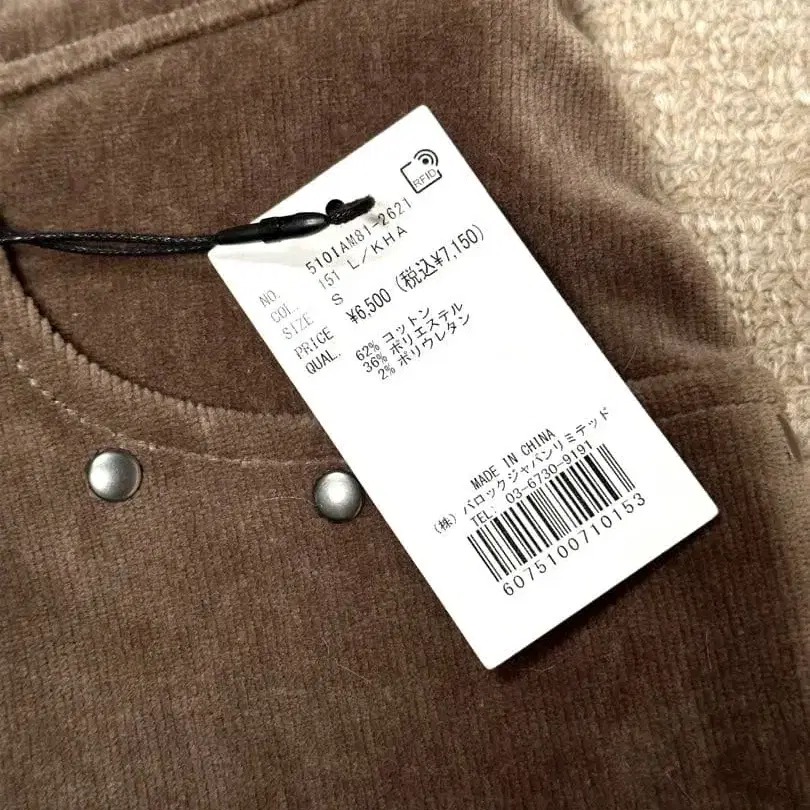 RFID
NO. 5101AM81-2621
COL. 151 L/KHA
SIZE S
PRICE ¥6,500 (税込¥7,150)
QUAL. 62% コットン
36% ポリエステル
2% ポリウレタン
MADE IN CHINA
(株) バロックジャパンリミテッド
TEL: 03-6730-9191
6075100710153